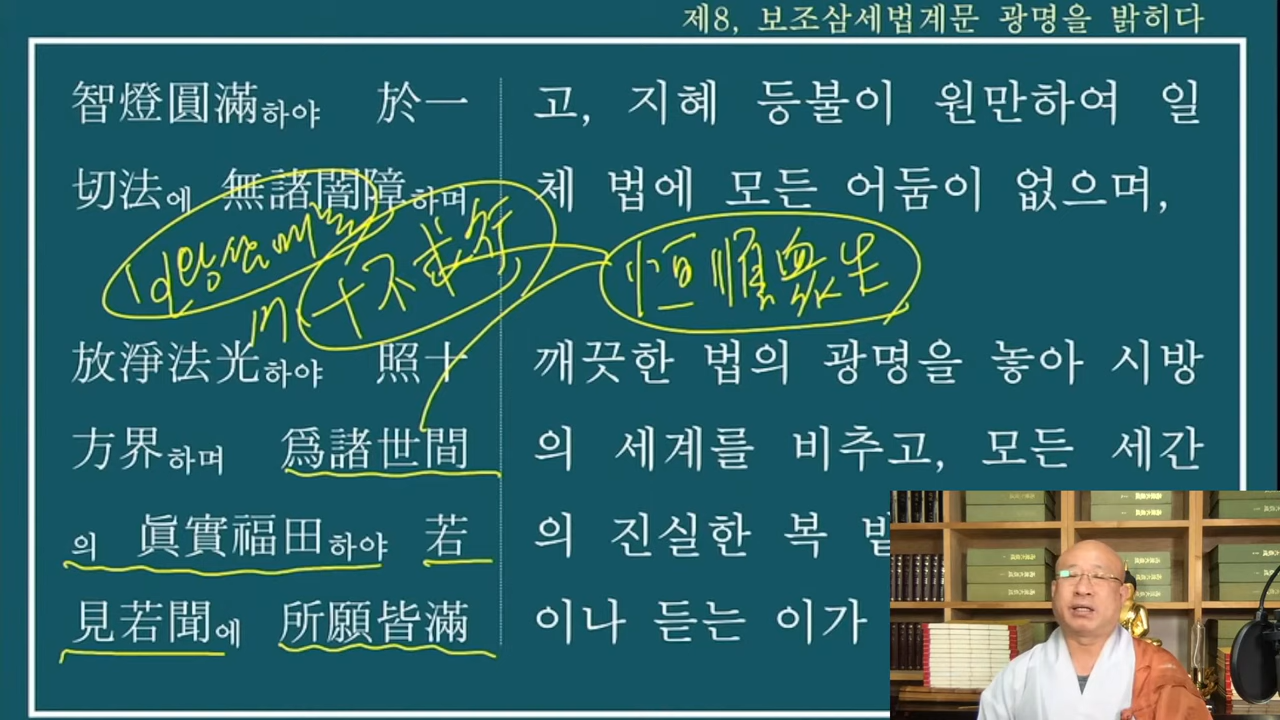 제8, 보조삼세법계문 광명을 밝히다
智燈圓滿하야 於一
切法에 無諸闇障하며
放淨法光하야 照十
方界하며 爲諸世間
의 眞實福田하야 若
見若聞에 所願皆滿
고, 지혜 등불이 원만하여 일
체 법에 모든 어둠이 없으며,
깨끗한 법의 광명을 놓아 시방
의 세계를 비추고, 모든 세간
의 진실한 복
이나 듣는 이가
十不求行
恒順衆生